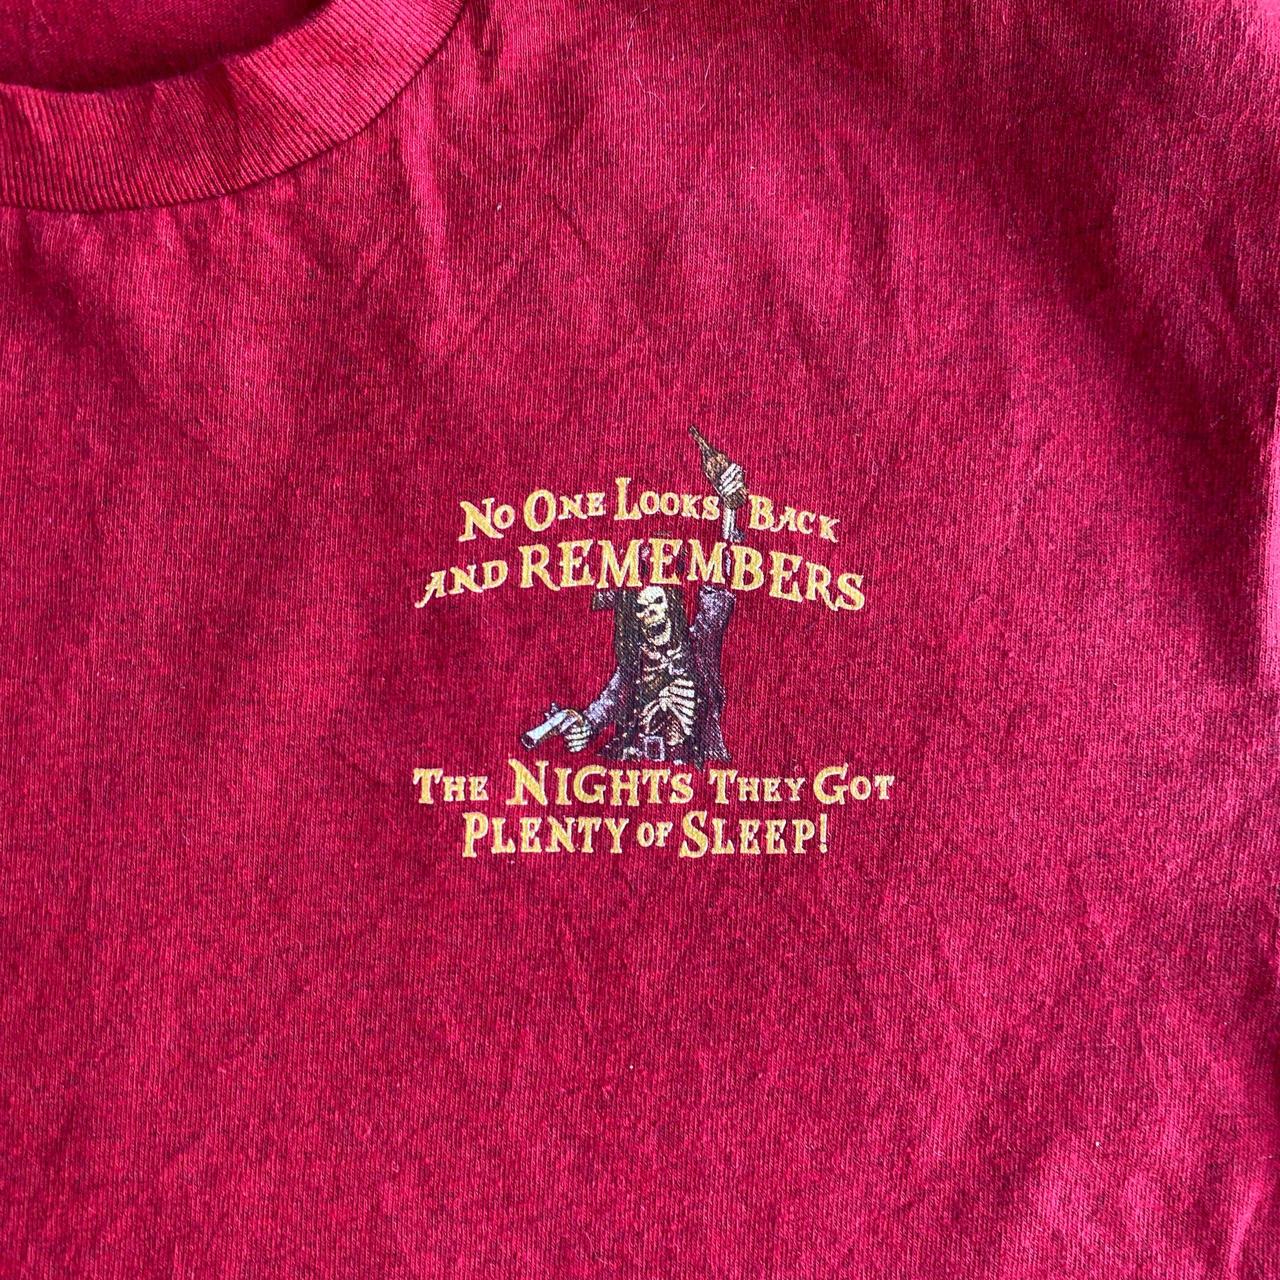 No One Looks Back
and REMEMBERS
The Nights They Got
Plenty of Sleep!